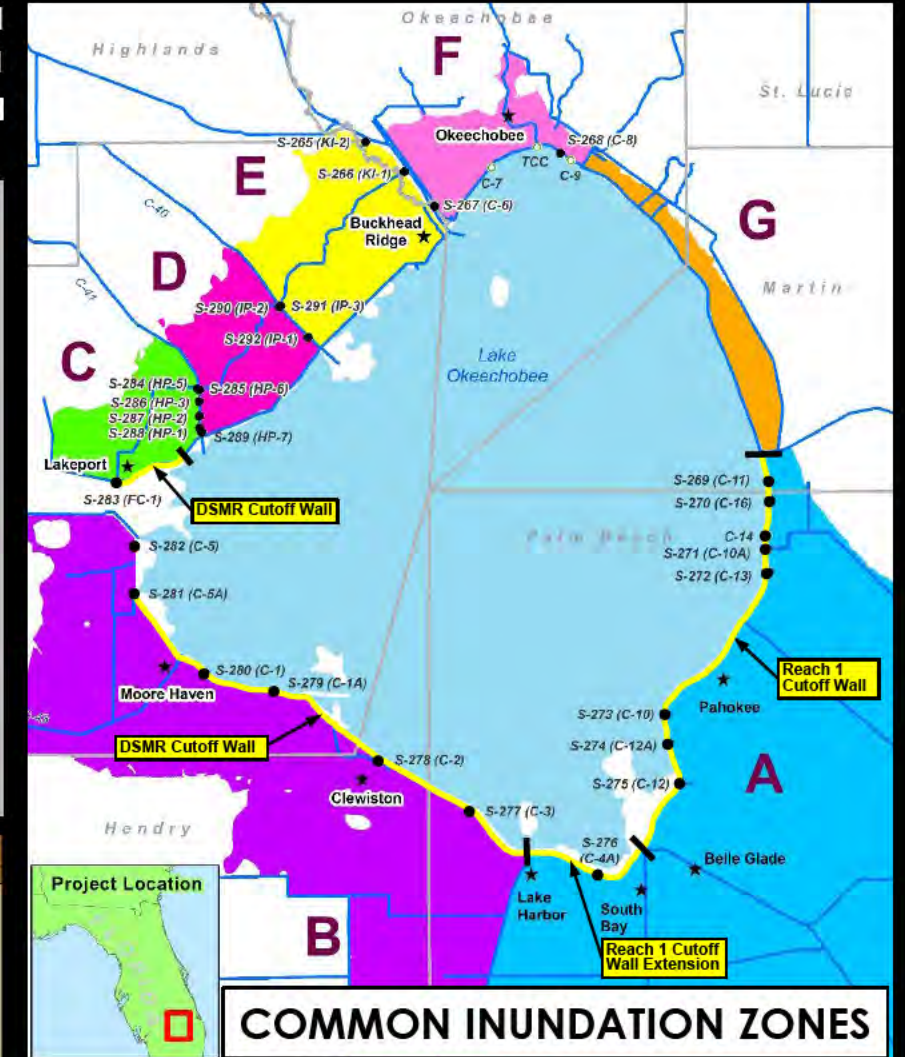 Okeechobee
Highlands
F
St. Lucie
Okeechobee
S-268 (C-8)
S-265 (KI-2)
TCC
C-9
C-7
E
S-266 (KI-1)
S-267 (C-6)
G
C-40
Buckhead
Ridge
D
Martin
C-41
S-290 (IP-2)
S-291 (IP-3)
S-292 (IP-1)
Lake
Okeechobee
C
S-284 (HP-5)
S-285 (HP-6)
S-286 (HP-3)
S-287 (HP-2)
S-288 (HP-1)
S-289 (HP-7)
Lakeport
S-283 (FC-1)
DSMR Cutoff Wall
S-269 (C-11)
S-270 (C-16)
Palm Beach
C-14
S-271 (C-10A)
S-272 (C-13)
S-282 (C-5)
S-281 (C-5A)
S-280 (C-1)
S-279 (C-1A)
Moore Haven
Reach 1
Cutoff Wall
Pahokee
S-273 (C-10)
S-274 (C-12A)
DSMR Cutoff Wall
S-278 (C-2)
S-275 (C-12)
A
Clewiston
S-277 (C-3)
Hendry
S-276
(C-4A)
Belle Glade
Project Location
Lake
Harbor
South
Bay
B
Reach 1 Cutoff
Wall Extension
COMMON INUNDATION ZONES